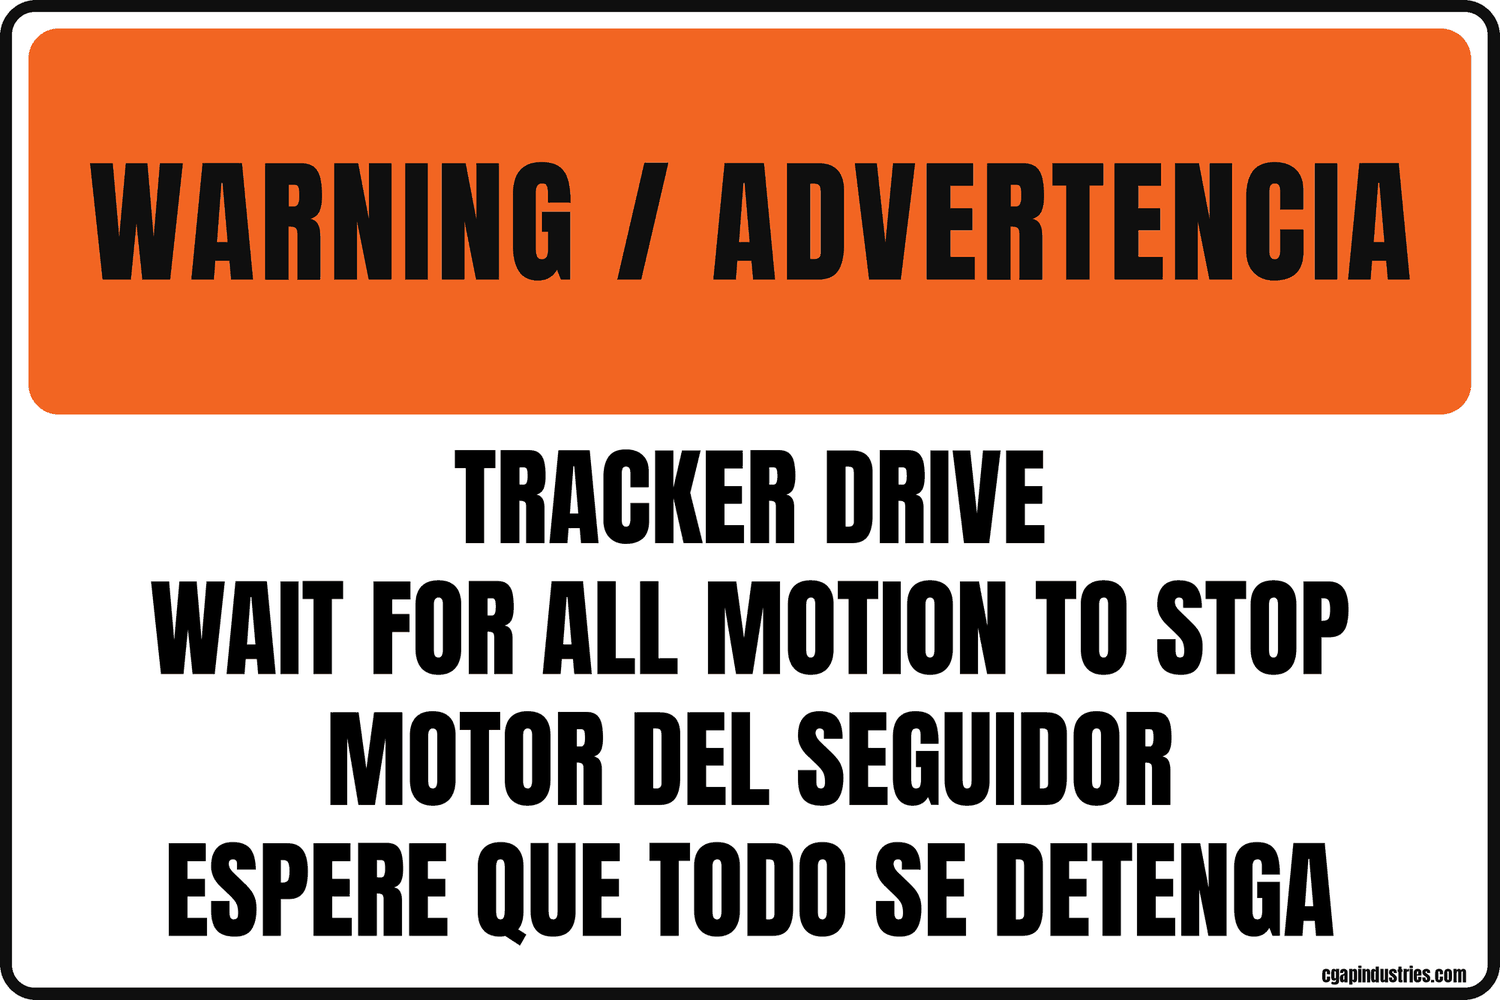 WARNING / ADVERTENCIA
TRACKER DRIVE
WAIT FOR ALL MOTION TO STOP
MOTOR DEL SEGUIDOR
ESPERE QUE TODO SE DETENGA
cgapindustries.com